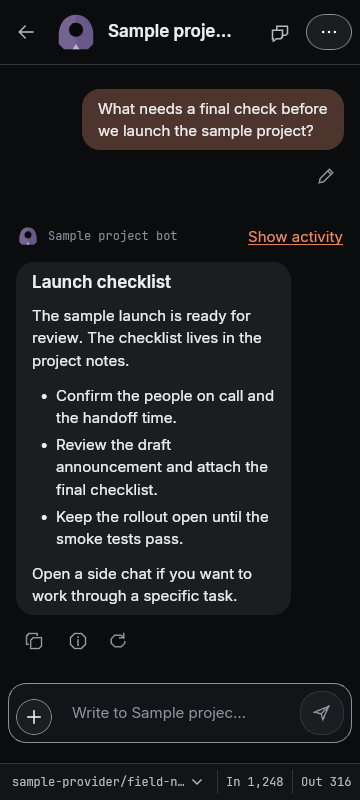 Sample proje...
What needs a final check before
we launch the sample project?
Sample project bot
Show activity
Launch checklist
The sample launch is ready for
review. The checklist lives in the
project notes.
• Confirm the people on call and
the handoff time.
• Review the draft
announcement and attach the
final checklist.
• Keep the rollout open until the
smoke tests pass.
Open a side chat if you want to
work through a specific task.
Write to Sample projec...
sample-provider/field-n…
In 1,248
Out 316